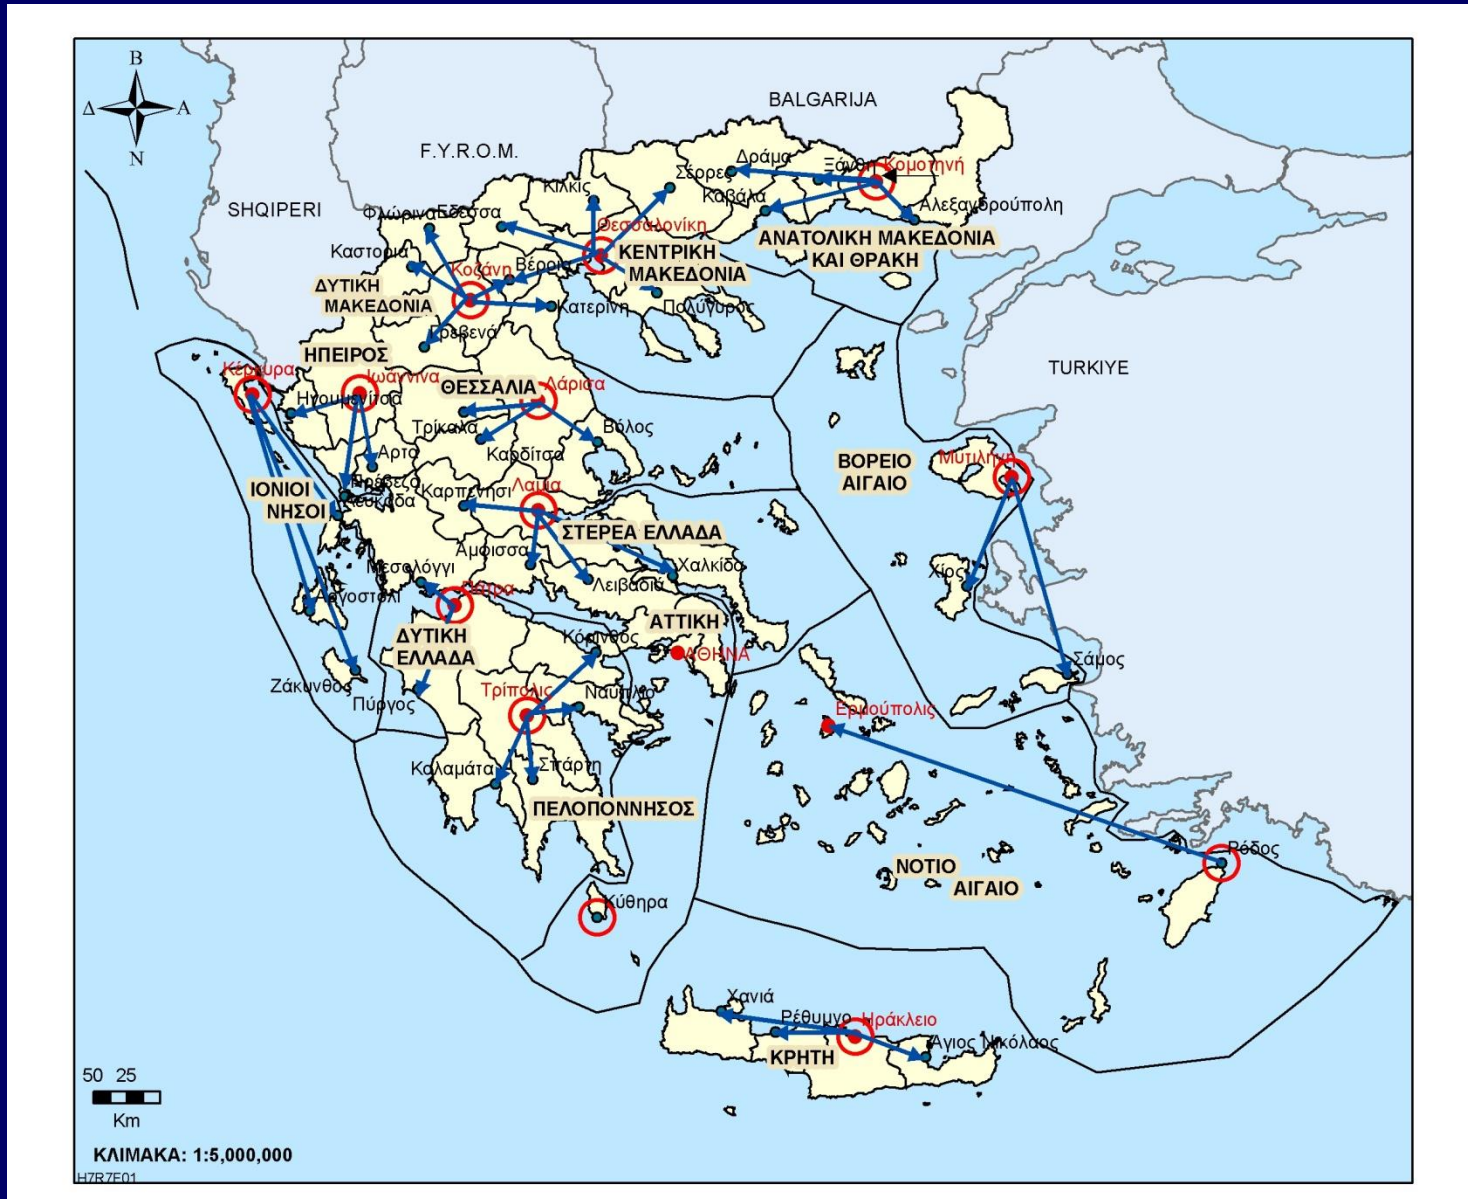 Β
Δ
Α
Ν
BALGARIJA
F.Y.R.O.M.
SHQIPERI
TURKIYE
Δράμα
Ξάνθη
Κομοτηνή
Σέρρες
Κιλκίς
Καβάλα
Αλεξανδρούπολη
Φλώρινα
Εδεσσα
Θεσσαλονίκη
ΑΝΑΤΟΛΙΚΗ ΜΑΚΕΔΟΝΙΑ
ΚΑΙ ΘΡΑΚΗ
Καστοριά
Κοζάνη
Βέροια
ΚΕΝΤΡΙΚΗ
ΜΑΚΕΔΟΝΙΑ
ΔΥΤΙΚΗ
ΜΑΚΕΔΟΝΙΑ
Κατερίνη
Πολύγυρος
Γρεβενά
ΗΠΕΙΡΟΣ
Κέρκυρα
Ιωάννινα
ΘΕΣΣΑΛΙΑ
Λάρισα
Ηγουμενίτσα
Τρίκαλα
Βόλος
Καρδίτσα
Αρτα
ΒΟΡΕΙΟ
ΑΙΓΑΙΟ
Μυτιλήνη
Πρέβεζα
Λευκάδα
ΙΟΝΙΟΙ
ΝΗΣΟΙ
Καρπενήσι
Λαμία
ΣΤΕΡΕΑ ΕΛΛΑΔΑ
Αμφισσα
Χαλκίδα
Λειβαδιά
Μεσολόγγι
Πάτρα
Χίος
Αργοστόλι
ΑΤΤΙΚΗ
ΔΥΤΙΚΗ
ΕΛΛΑΔΑ
Κόρινθος
ΑΘΗΝΑ
Σάμος
Ζάκυνθος
Πύργος
Τρίπολις
Ναύπλιο
Ερμούπολις
Καλαμάτα
Σπάρτη
ΠΕΛΟΠΟΝΝΗΣΟΣ
Ρόδος
ΝΟΤΙΟ
ΑΙΓΑΙΟ
Κύθηρα
Χανιά
Ρέθυμνο
Ηράκλειο
ΚΡΗΤΗ
Άγιος Νικόλαος
50 25
Km
ΚΛΙΜΑΚΑ: 1:5,000,000
H7R7E01